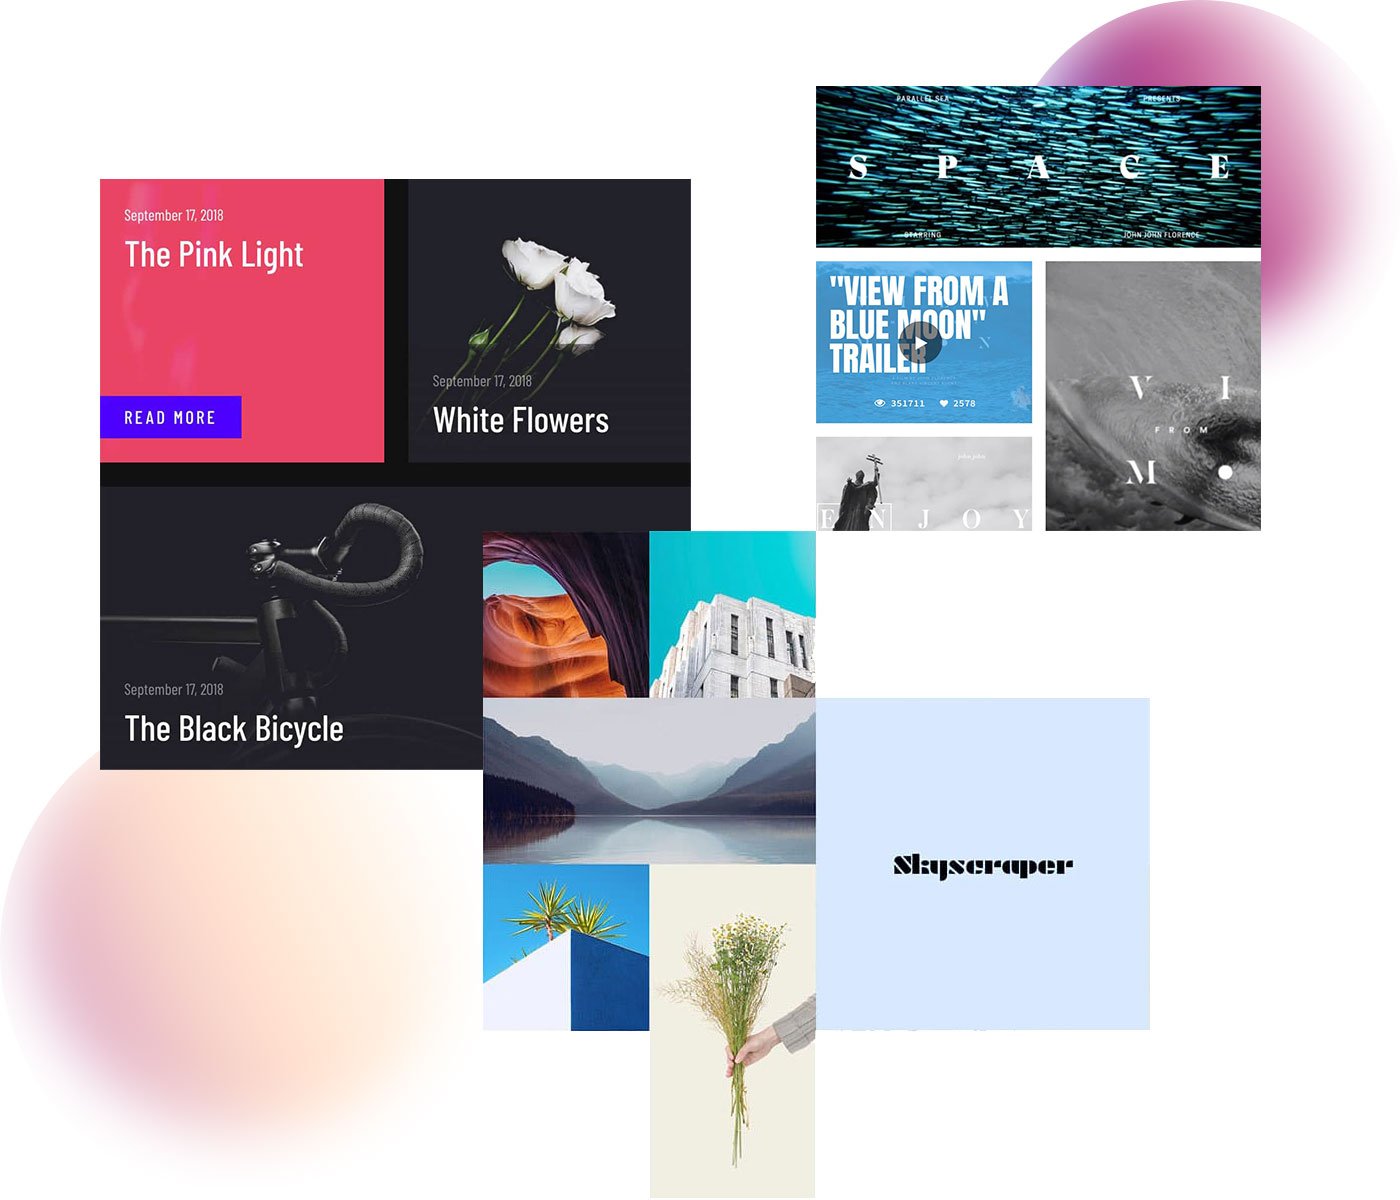 September 17, 2018
The Pink Light
READ MORE
September 17, 2018
White Flowers
September 17, 2018
The Black Bicycle
PARALLEL SEA
PRESENTS
S P A C E
STARRING
JOHN JOHN FLORENCE
"VIEW FROM A
BLUE MOON"
TRAILER
351711 2578
V I
F R O M
M
john john
E N J O Y
Skyscraper